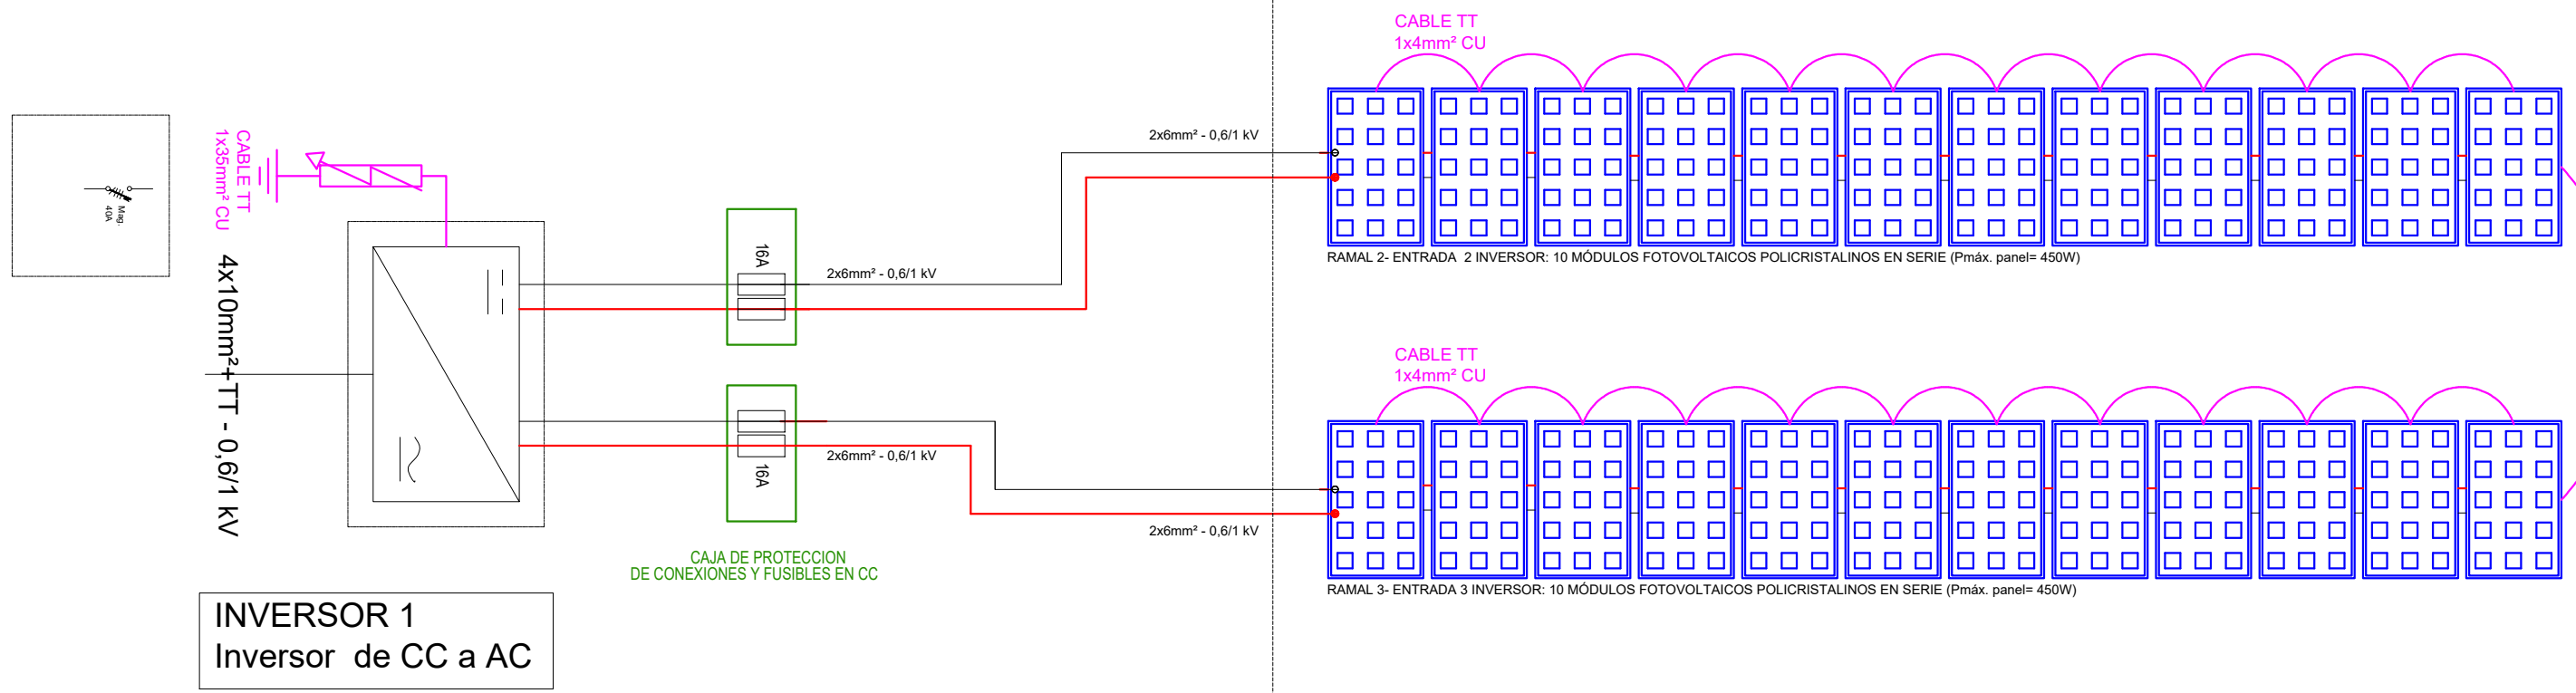 CABLE TT
1x4mm² CU
CABLE TT
1x35mm² CU
Mag.
40A
4x10mm²+TT - 0,6/1 kV
16A
2x6mm² - 0,6/1 kV
2x6mm² - 0,6/1 kV
RAMAL 2- ENTRADA  2 INVERSOR: 10 MÓDULOS FOTOVOLTAICOS POLICRISTALINOS EN SERIE (Pmáx. panel= 450W)
CABLE TT
1x4mm² CU
2x6mm² - 0,6/1 kV
16A
2x6mm² - 0,6/1 kV
CAJA DE PROTECCION
DE CONEXIONES Y FUSIBLES EN CC
RAMAL 3- ENTRADA 3 INVERSOR: 10 MÓDULOS FOTOVOLTAICOS POLICRISTALINOS EN SERIE (Pmáx. panel= 450W)
INVERSOR 1
Inversor  de CC a AC